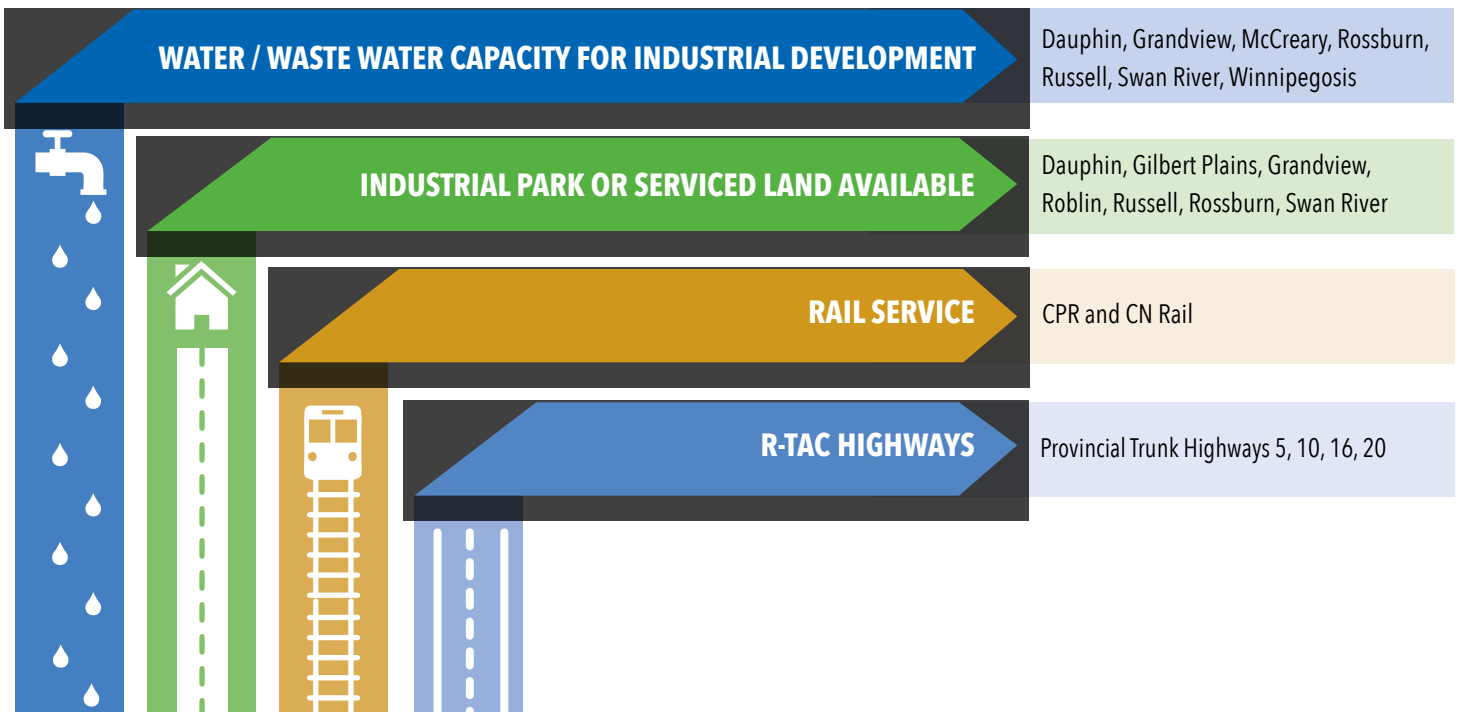 WATER / WASTE WATER CAPACITY FOR INDUSTRIAL DEVELOPMENT
Dauphin, Grandview, McCreary, Rossburn,
Russell, Swan River, Winnipegosis
INDUSTRIAL PARK OR SERVICED LAND AVAILABLE
Dauphin, Gilbert Plains, Grandview,
Roblin, Russell, Rossburn, Swan River
RAIL SERVICE
CPR and CN Rail
R-TAC HIGHWAYS
Provincial Trunk Highways 5, 10, 16, 20